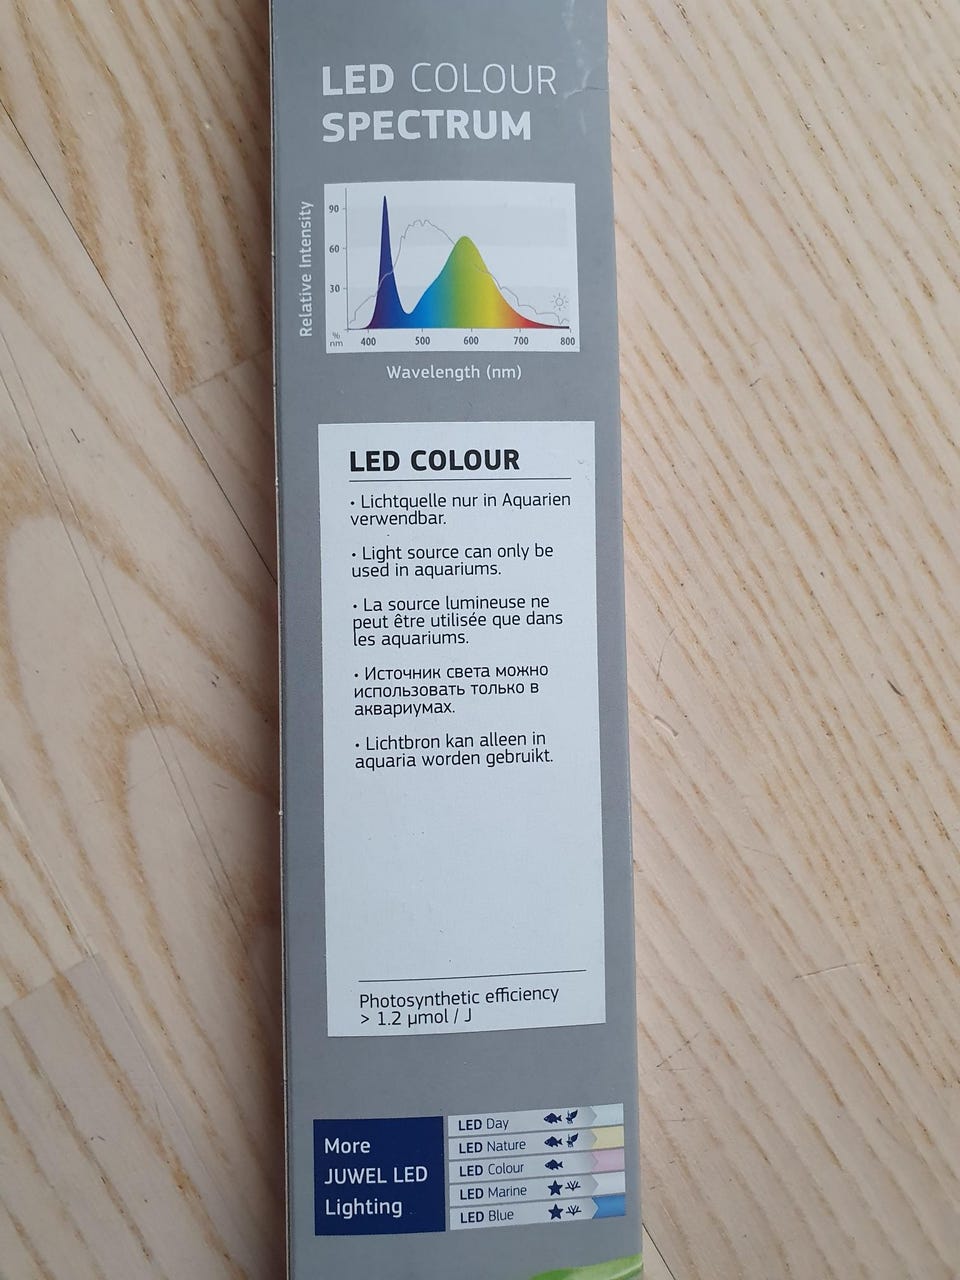 LED COLOUR
SPECTRUM
Relative Intensity
90
60
30
%
nm
400 500 600 700 800
Wavelength (nm)
LED COLOUR
• Lichtquelle nur in Aquarien
verwendbar.
• Light source can only be
used in aquariums.
• La source lumineuse ne
peut être utilisée que dans
les aquariums.
• Источник света можно
использовать только в
аквариумах.
• Lichtbron kan alleen in
aquaria worden gebruikt.
Photosynthetic efficiency
> 1.2 µmol / J
More
JUWEL LED
Lighting
LED Day
LED Nature
LED Colour
LED Marine
LED Blue